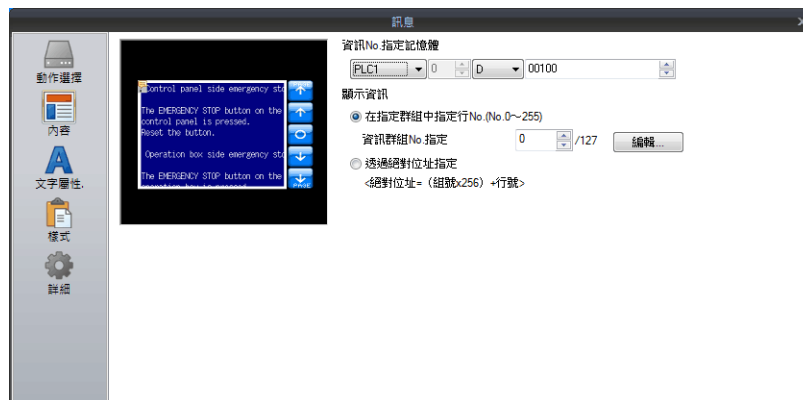 訊息
動作選擇
內容
文字屬性.
樣式
詳細
Control panel side emergency sto
The EMERGENCY STOP button on the
control panel is pressed.
Reset the button.
Operation box side emergency sto
The EMERGENCY STOP button on the
PAGE
資訊No.指定記憶體
PLC1 0 D 00100
顯示資訊
在指定群組中指定行No.(No.0～255)
資訊群組No.指定 0 /127 編輯...
透過絕對位址指定
<絕對位址= (組號x256) +行號>